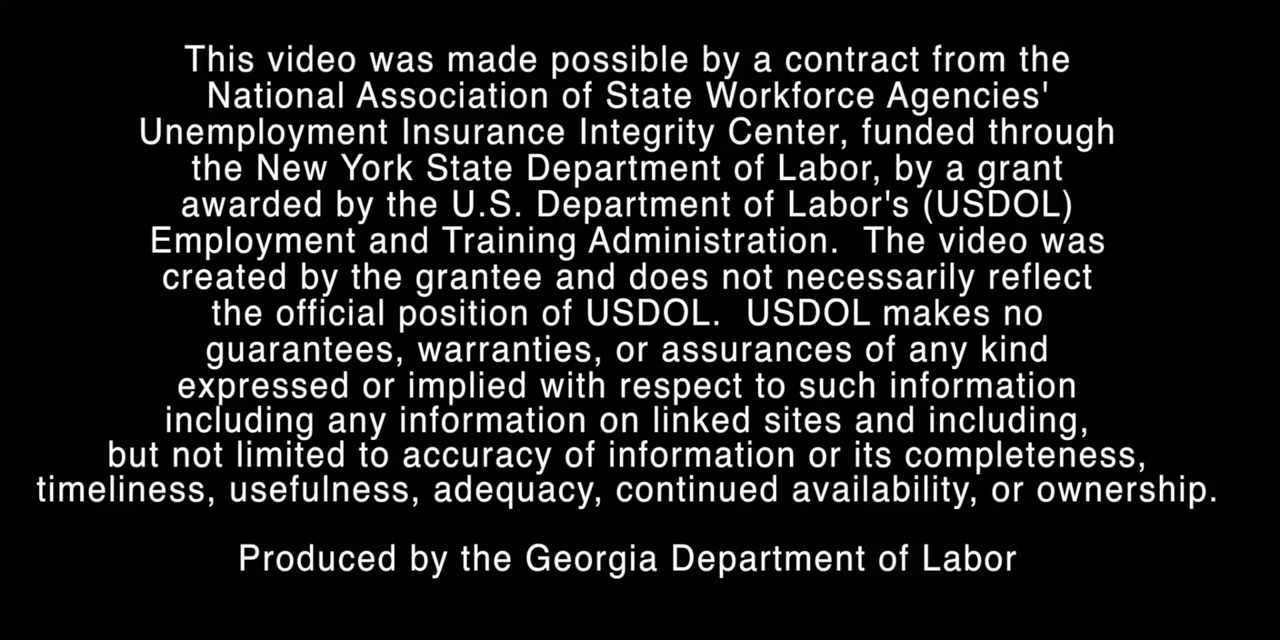 This video was made possible by a contract from the
National Association of State Workforce Agencies'
Unemployment Insurance Integrity Center, funded through
the New York State Department of Labor, by a grant
awarded by the U.S. Department of Labor's (USDOL)
Employment and Training Administration.  The video was
created by the grantee and does not necessarily reflect
the official position of USDOL.  USDOL makes no
guarantees, warranties, or assurances of any kind
expressed or implied with respect to such information
including any information on linked sites and including,
but not limited to accuracy of information or its completeness,
timeliness, usefulness, adequacy, continued availability, or ownership.
Produced by the Georgia Department of Labor